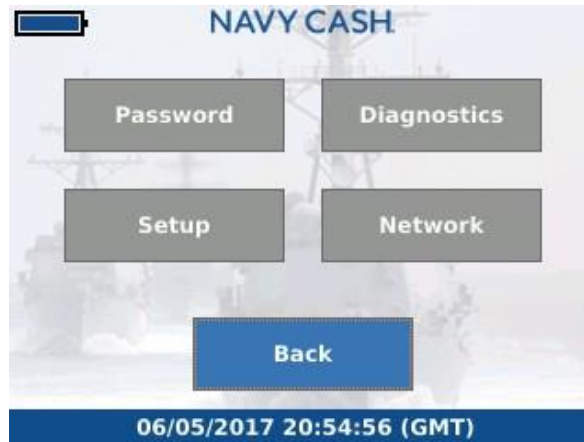 NAVY CASH
Password Diagnostics
Setup Network
Back
06/05/2017 20:54:56 (GMT)